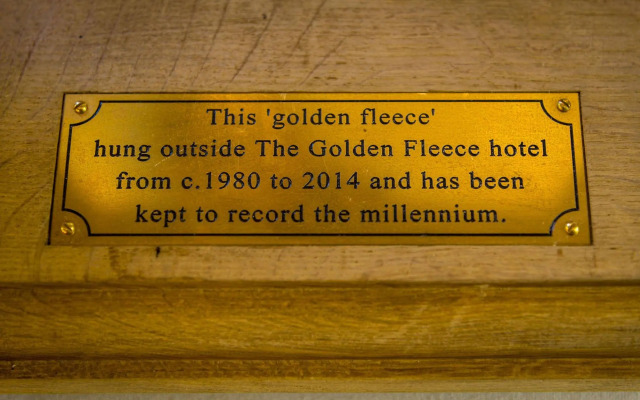 This 'golden fleece'
hung outside The Golden Fleece hotel
from c.1980 to 2014 and has been
kept to record the millennium.